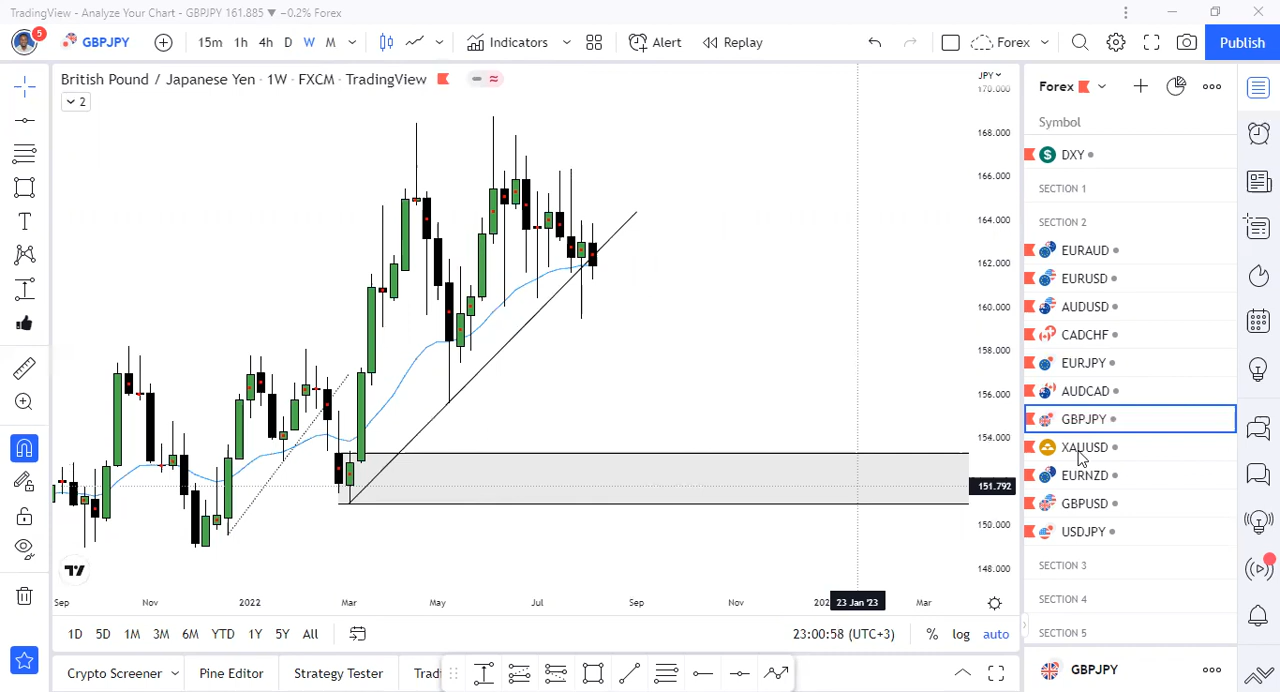 TradingView - Analyze Your Chart - GBPJPY 161.885 ▼ −0.2% Forex
5 GBPJPY 15m 1h 4h D W M Indicators Alert Replay Forex Publish
British Pound / Japanese Yen · 1W · FXCM · TradingView
2
JPY
170.000
168.000
166.000
164.000
162.000
160.000
158.000
156.000
154.000
151.792
150.000
148.000
Sep Nov 2022 Mar May Jul Sep Nov 23 Jan '23 Mar
1D 5D 1M 3M 6M YTD 1Y 5Y All 23:00:58 (UTC+3) % log auto
Crypto Screener Pine Editor Strategy Tester
Forex
Symbol
DXY
SECTION 1
SECTION 2
EURAUD
EURUSD
AUDUSD
CADCHF
EURJPY
AUDCAD
GBPJPY
XAUUSD
EURNZD
GBPUSD
USDJPY
SECTION 3
SECTION 4
SECTION 5
GBPJPY